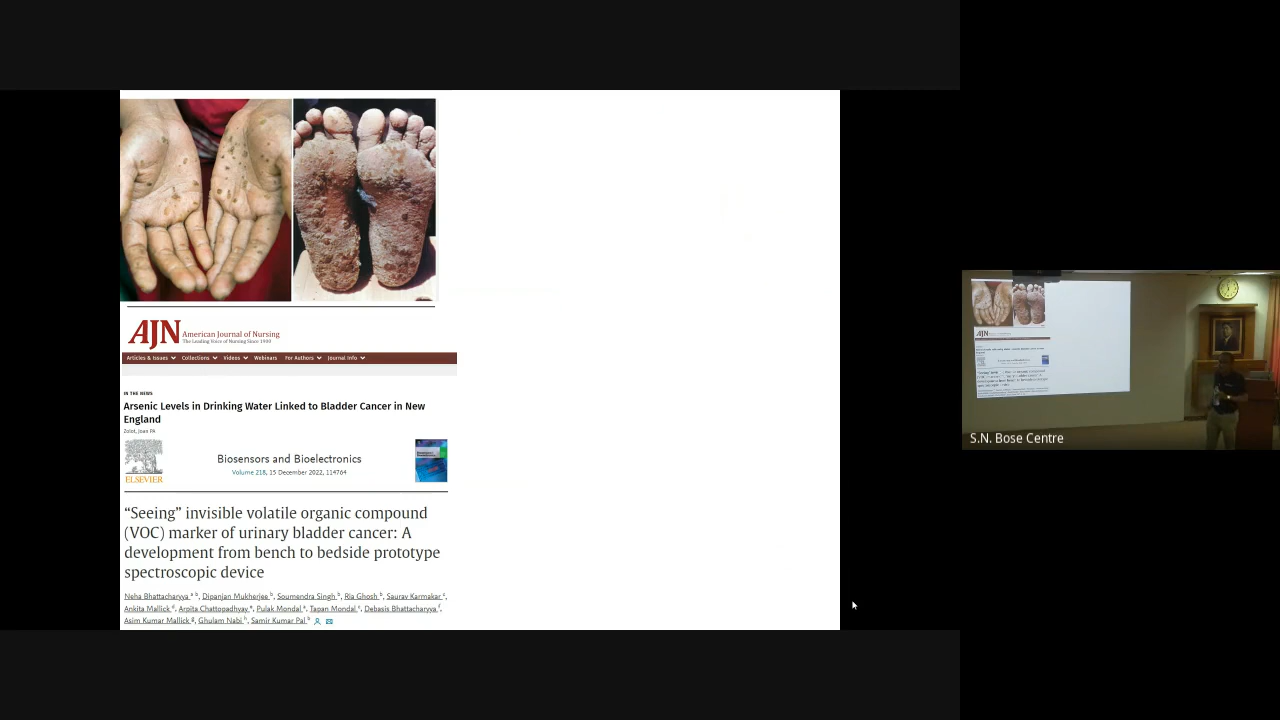 AJN American Journal of Nursing
The Leading Voice of Nursing Since 1900
Articles & Issues Collections Videos Webinars For Authors Journal Info
IN THE NEWS
Arsenic Levels in Drinking Water Linked to Bladder Cancer in New
England
Zolot, Joan PA
ELSEVIER
Biosensors and Bioelectronics
Volume 218, 15 December 2022, 114764
“Seeing” invisible volatile organic compound
(VOC) marker of urinary bladder cancer: A
development from bench to bedside prototype
spectroscopic device
Neha Bhattacharyya a b, Dipanjan Mukherjee b, Soumendra Singh b, Ria Ghosh b, Saurav Karmakar c,
Ankita Mallick d, Arpita Chattopadhyay e, Pulak Mondal a, Tapan Mondal c, Debasis Bhattacharyya f,
Asim Kumar Mallick g, Ghulam Nabi h, Samir Kumar Pal b
S.N. Bose Centre